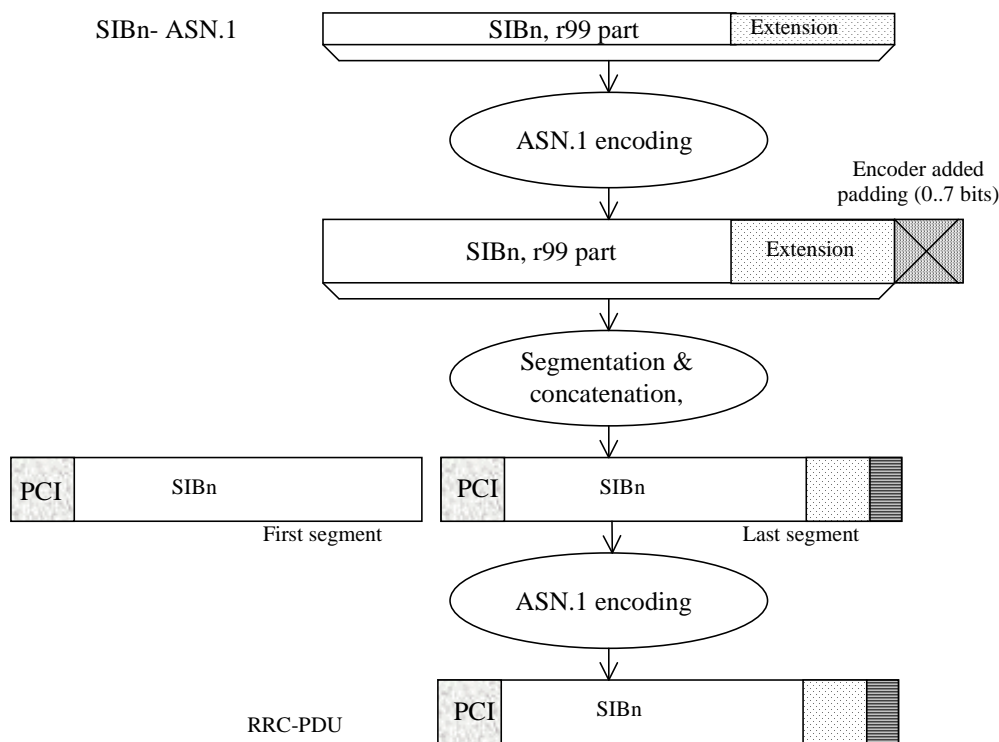 SIBn- ASN.1
SIBn, r99 part
Extension
ASN.1 encoding
Encoder added
padding (0..7 bits)
SIBn, r99 part
Extension
Segmentation &
concatenation,
PCI
SIBn
PCI
SIBn
First segment
Last segment
ASN.1 encoding
PCI
SIBn
RRC-PDU